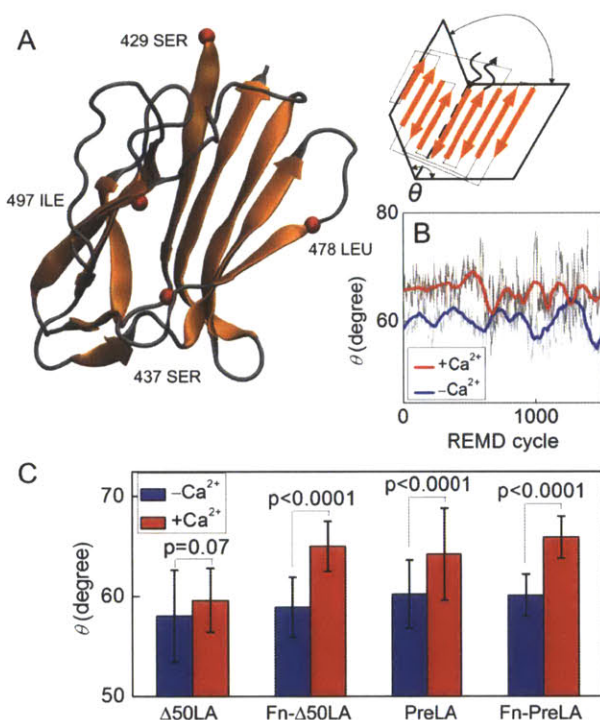 A
429 SER
497 ILE
478 LEU
437 SER
θ
B
80
60
θ (degree)
+Ca²⁺
−Ca²⁺
0
1000
REMD cycle
C
−Ca²⁺
+Ca²⁺
p=0.07
p<0.0001
p<0.0001
p<0.0001
70
60
50
θ (degree)
Δ50LA
Fn-Δ50LA
PreLA
Fn-PreLA